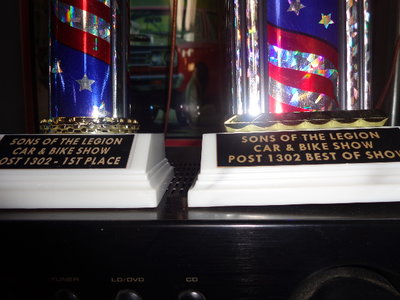 SONS OF THE LEGION
CAR & BIKE SHOW
POST 1302 - 1ST PLACE
SONS OF THE LEGION
CAR & BIKE SHOW
POST 1302 BEST OF SHOW
TUNER
LD/DVD
CD